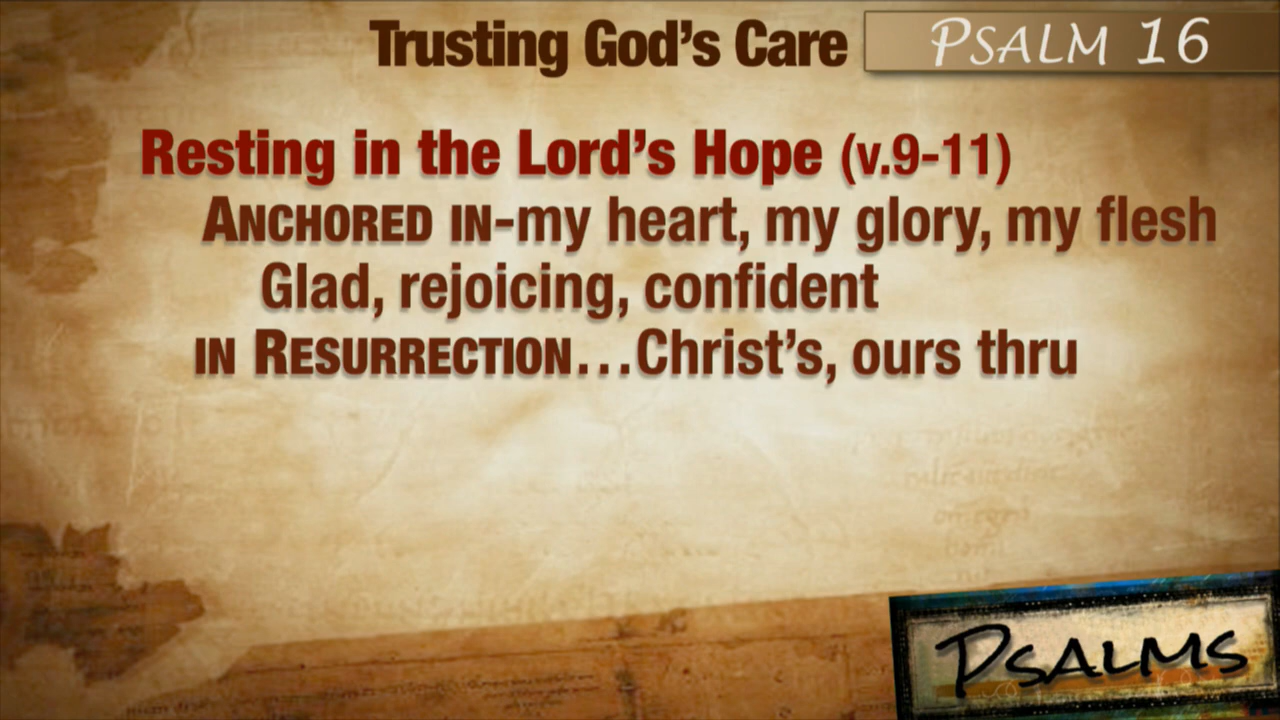 Trusting God's Care
PSALM 16
Resting in the Lord's Hope (v.9-11)
ANCHORED IN-my heart, my glory, my flesh
Glad, rejoicing, confident
IN RESURRECTION...Christ's, ours thru
PSALMS